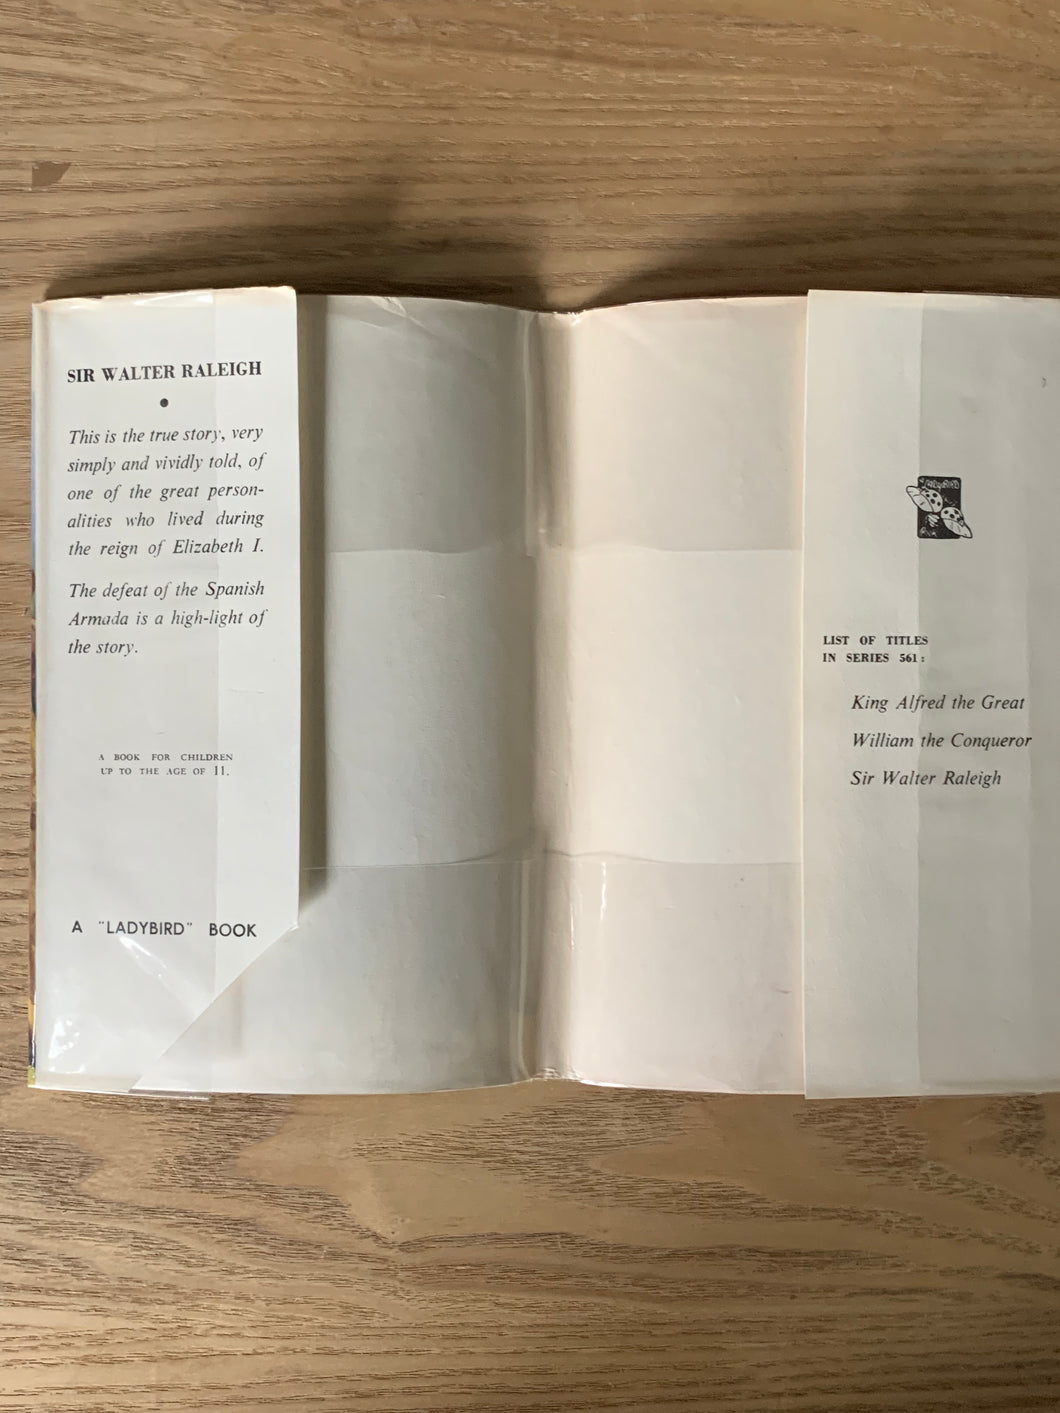 SIR WALTER RALEIGH
This is the true story, very
simply and vividly told, of
one of the great person-
alities who lived during
the reign of Elizabeth I.
The defeat of the Spanish
Armada is a high-light of
the story.
A BOOK FOR CHILDREN
UP TO THE AGE OF 11.
A "LADYBIRD" BOOK
LADYBIRD
LIST OF TITLES
IN SERIES 561:
King Alfred the Great
William the Conqueror
Sir Walter Raleigh